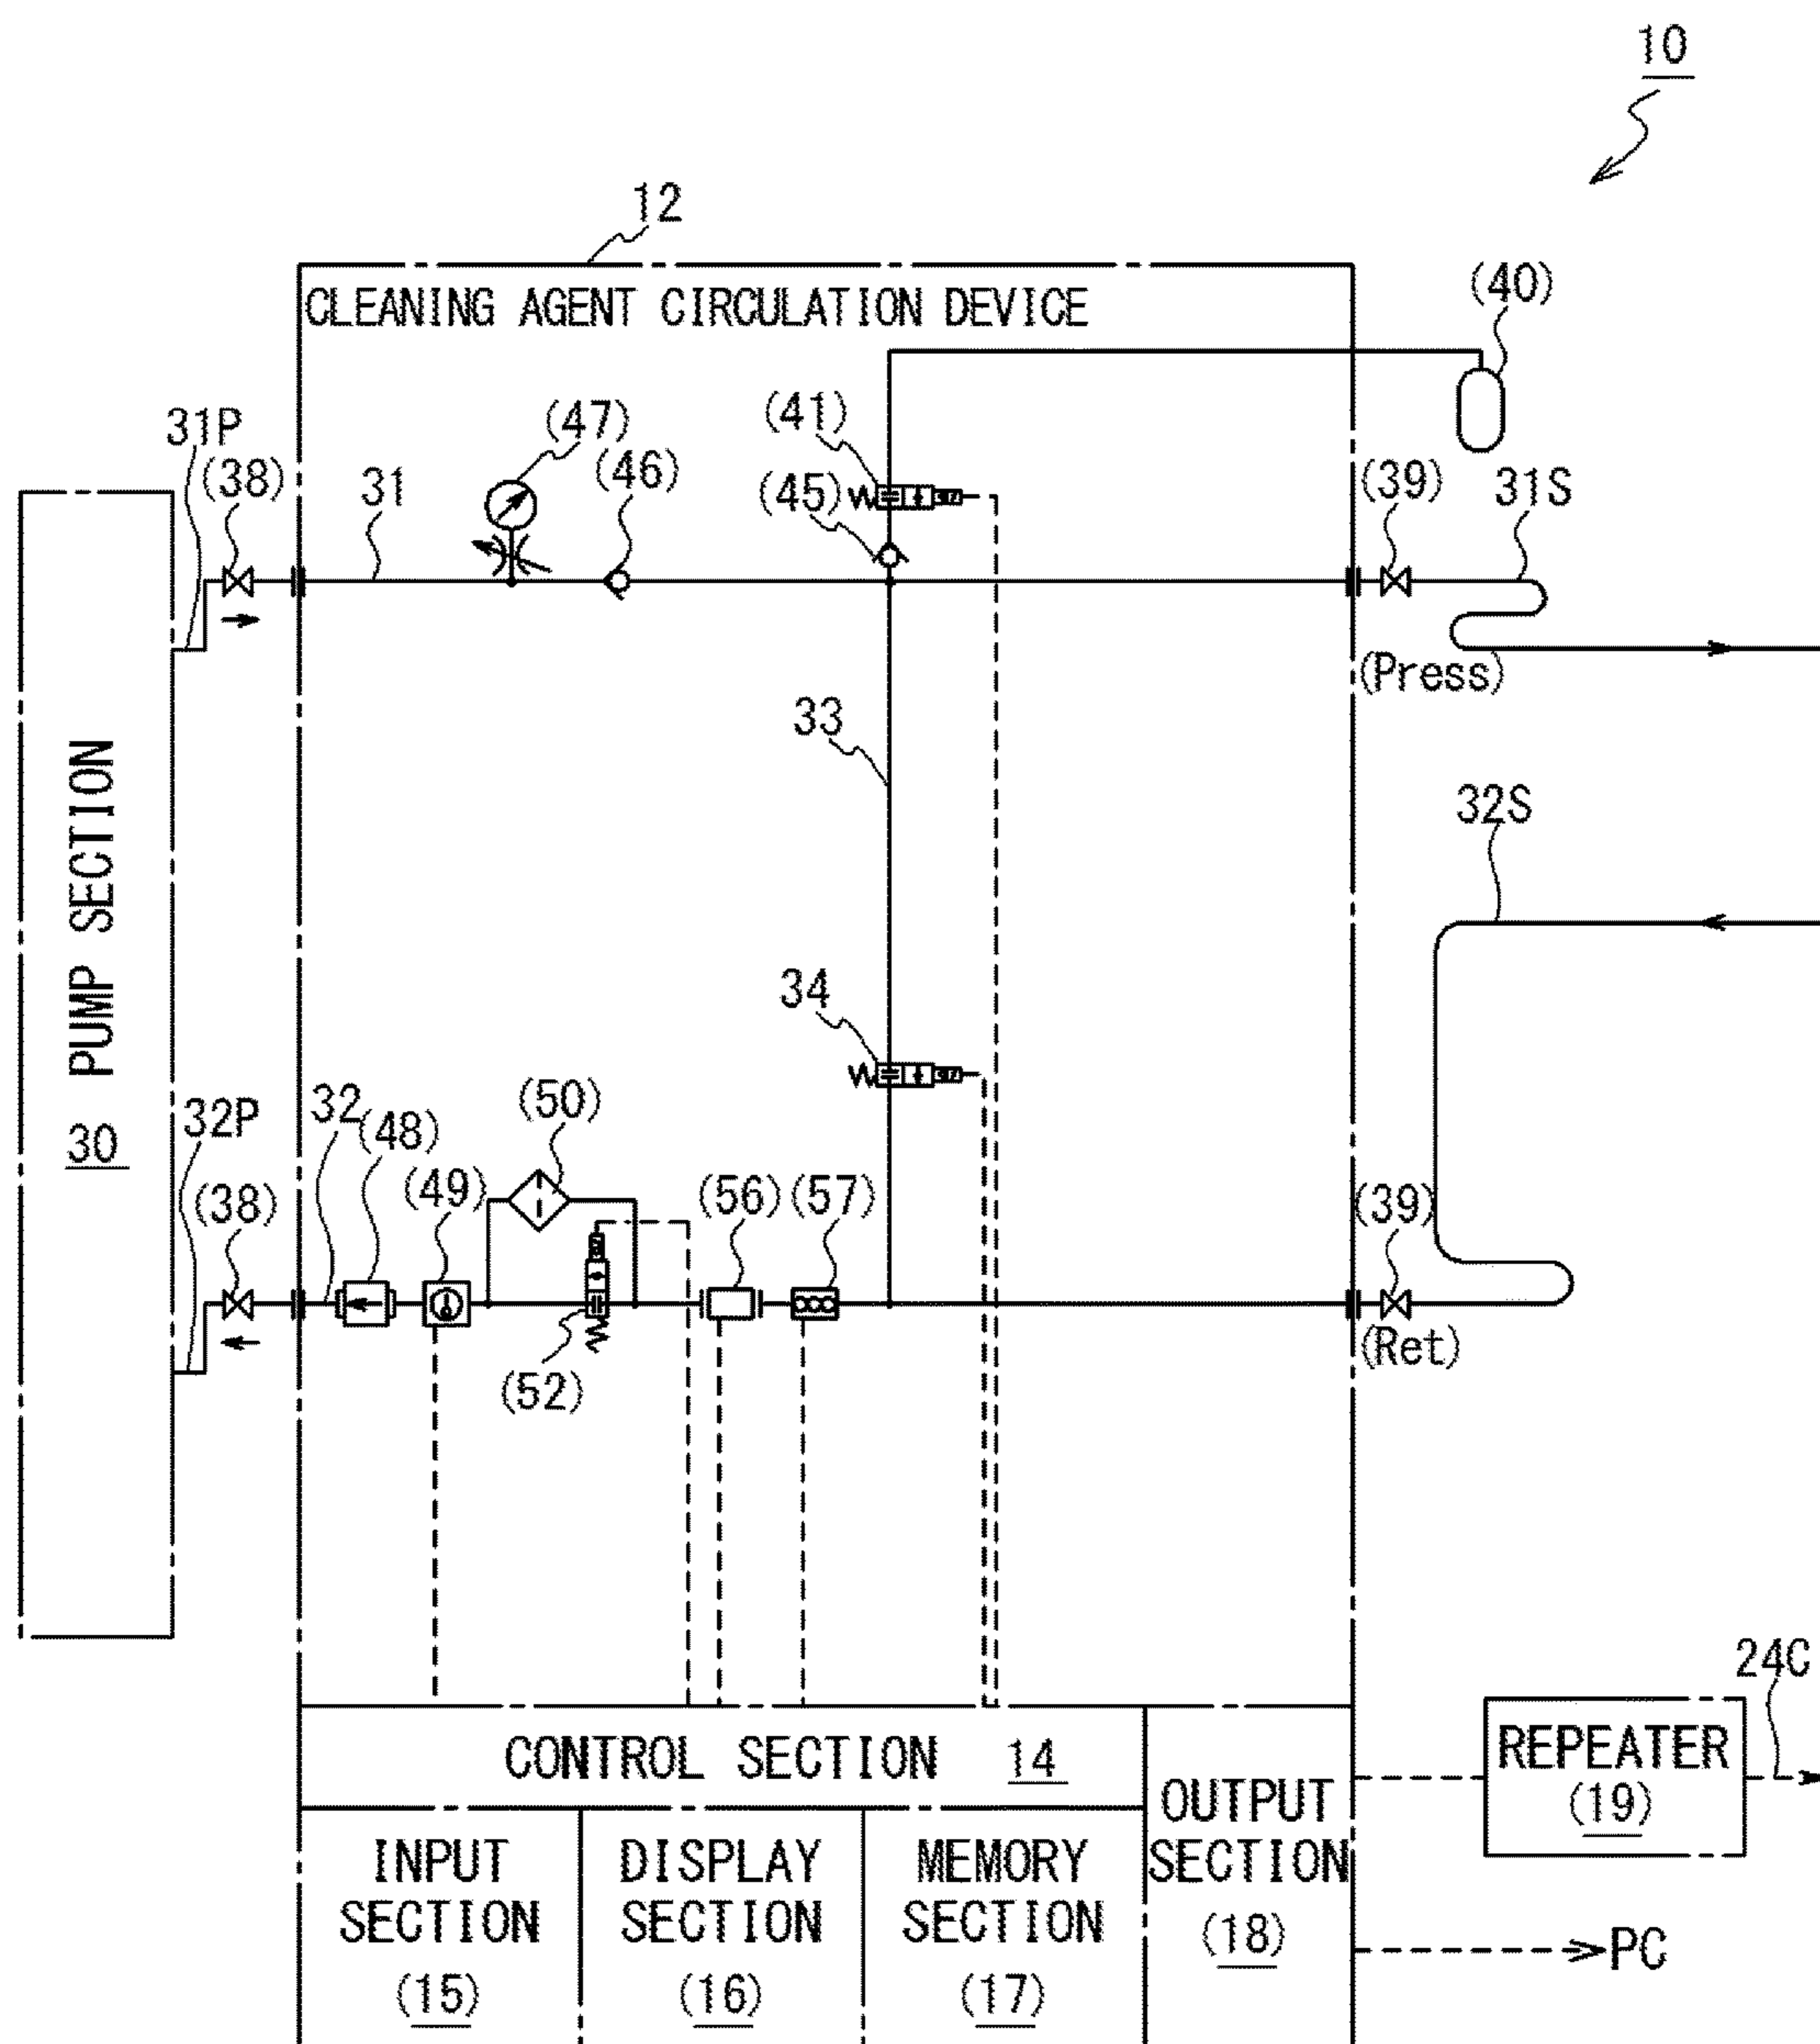 10
12
CLEANING AGENT CIRCULATION DEVICE
(40)
31P
(38)
31
(47)
(46)
(41)
(45)
(39)
31S
(Press)
33
PUMP SECTION
30
32S
34
32P
(38)
32
(48)
(49)
(50)
(52)
(56)
(57)
(39)
(Ret)
24C
CONTROL SECTION 14
REPEATER
(19)
OUTPUT
SECTION
(18)
INPUT
SECTION
(15)
DISPLAY
SECTION
(16)
MEMORY
SECTION
(17)
PC